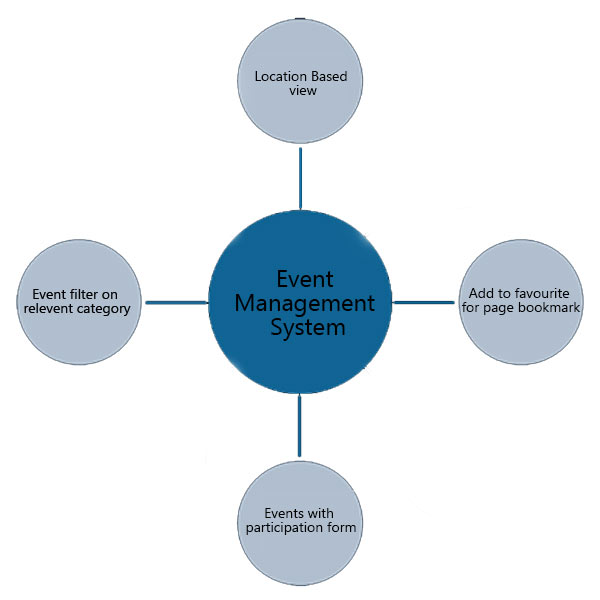 Location Based
view
Event filter on
relevent category
Event
Management
System
Add to favourite
for page bookmark
Events with
participation form